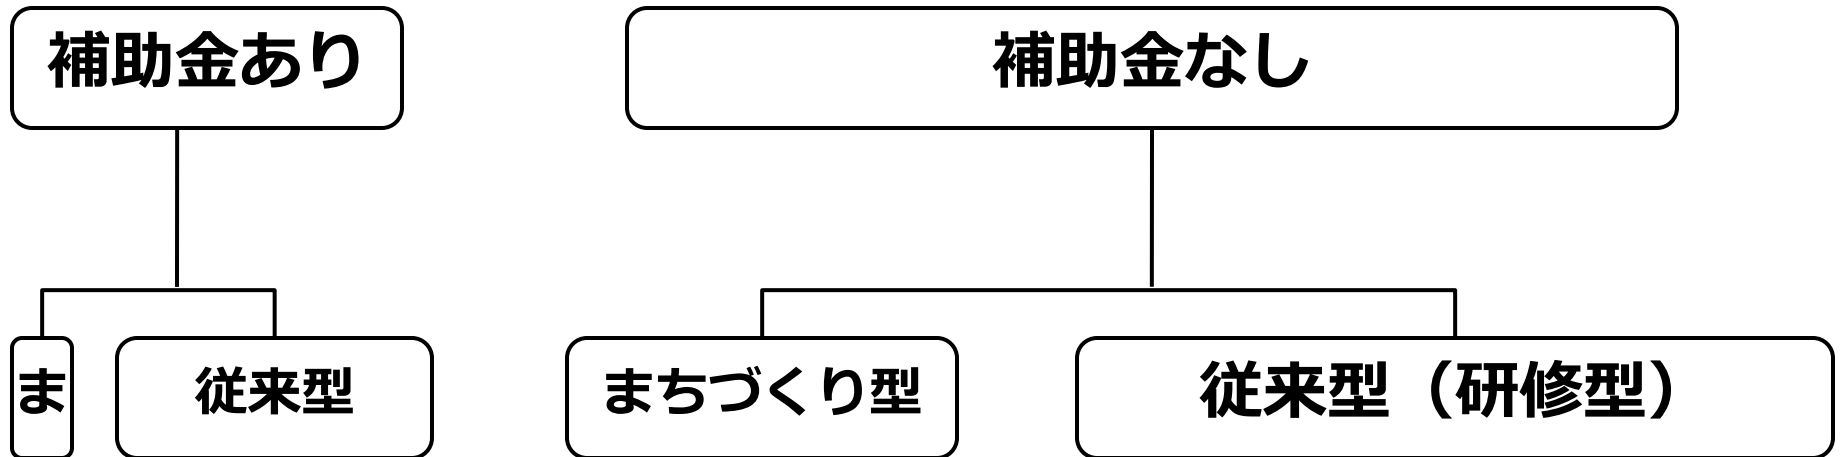 補助金あり
補助金なし
ま
従来型
まちづくり型
従来型（研修型）